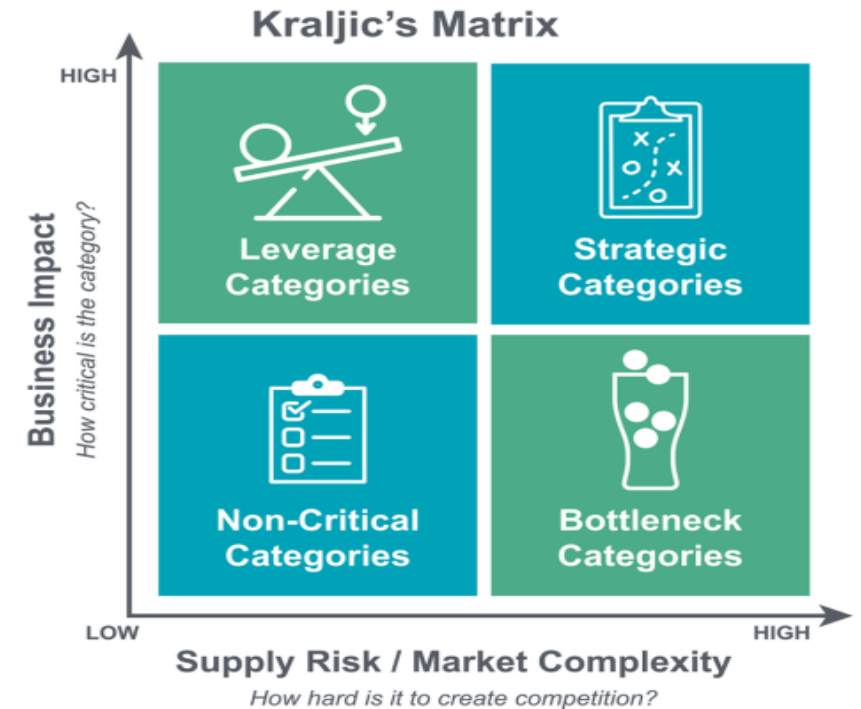 Kraljic’s Matrix
HIGH
Business Impact
How critical is the category?
Leverage
Categories
Strategic
Categories
Non-Critical
Categories
Bottleneck
Categories
LOW
HIGH
Supply Risk / Market Complexity
How hard is it to create competition?